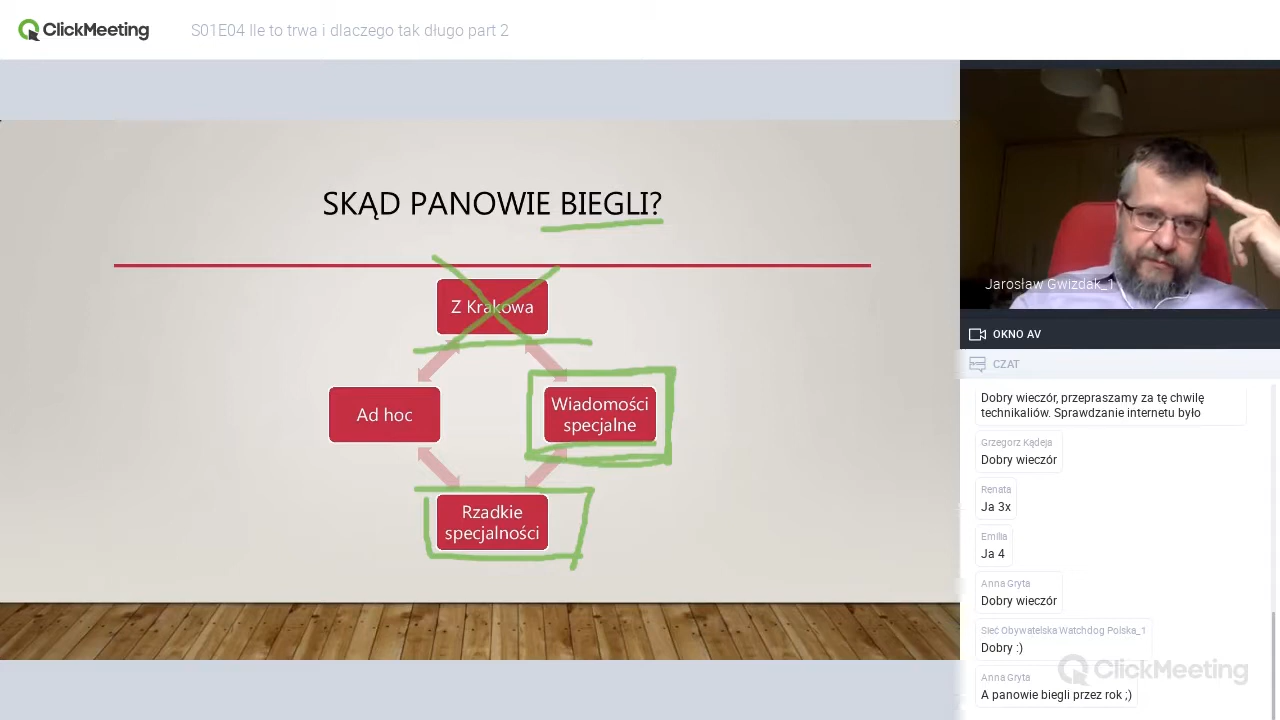 ClickMeeting
S01E04 Ile to trwa i dlaczego tak długo part 2
SKĄD PANOWIE BIEGLI?
Z Krakowa
Ad hoc
Wiadomości
specjalne
Rzadkie
specjalności
Jarosław Gwizdak_1
OKNO AV
CZAT
Dobry wieczór, przepraszamy za tę chwilę
technikaliów. Sprawdzanie internetu było
Grzegorz Kądeja
Dobry wieczór
Renata
Ja 3x
Emilia
Ja 4
Anna Gryta
Dobry wieczór
Sieć Obywatelska Watchdog Polska_1
Dobry :)
ClickMeeting
Anna Gryta
A panowie biegli przez rok ;)